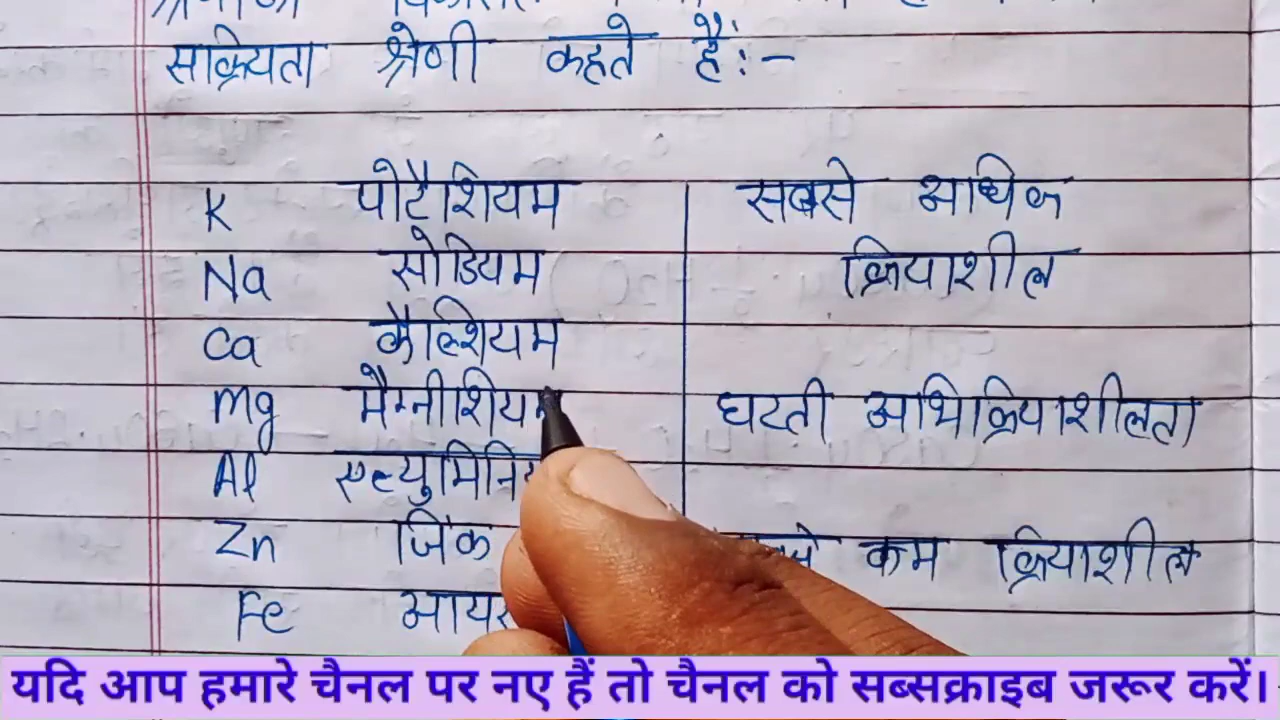 सक्रियता श्रेणी कहते हैं:-
K पोटैशियम सबसे अधिक
Na सोडियम क्रियाशील
Ca कैल्शियम
Mg मैग्नीशियम घटती अभिक्रियाशीलता
Al
Zn जिंक कम क्रियाशील
Fe
यदि आप हमारे चैनल पर नए हैं तो चैनल को सब्सक्राइब जरूर करें।